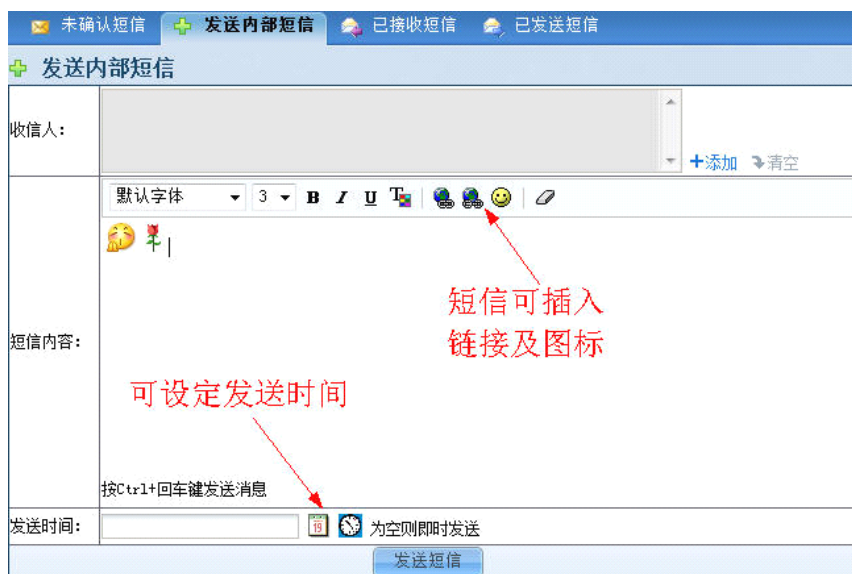 未确认短信 发送内部短信 已接收短信 已发送短信
发送内部短信
收信人：
添加 清空
默认字体 3 B I U T
短信可插入
链接及图标
短信内容：
可设定发送时间
按Ctrl+回车键发送消息
发送时间： 19 为空则即时发送
发送短信